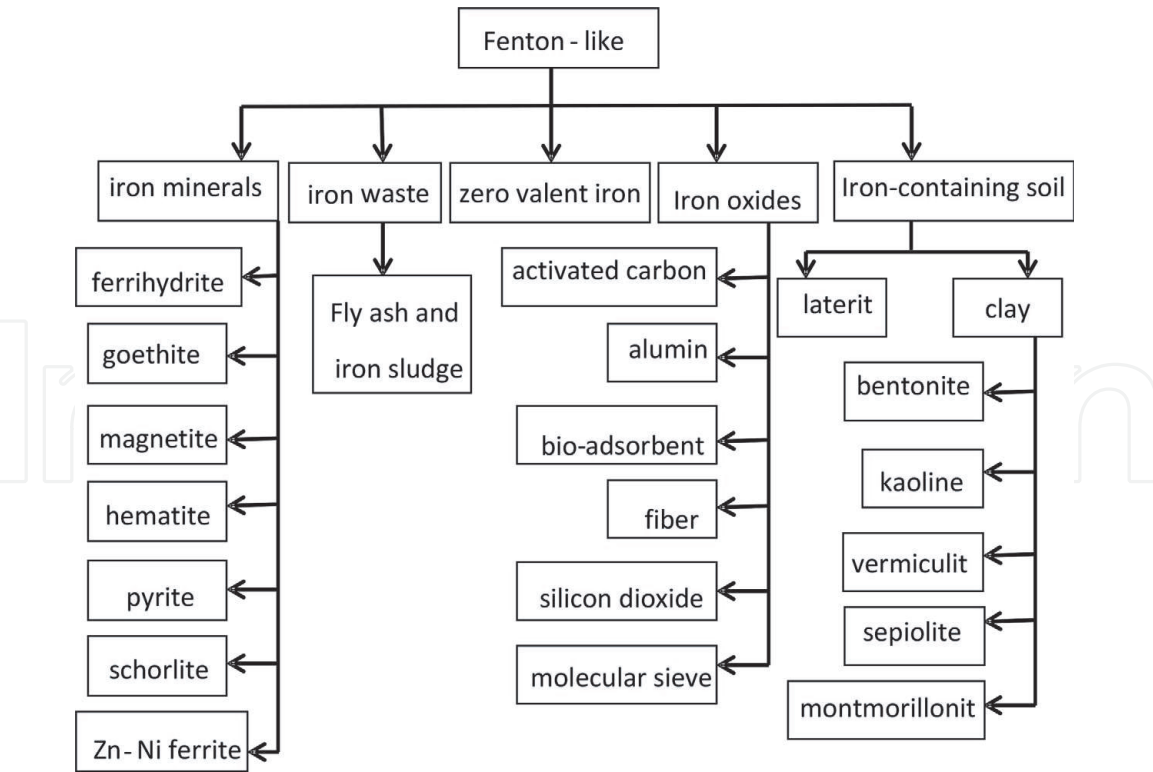 Fenton - like
iron minerals
iron waste
zero valent iron
Iron oxides
Iron-containing soil
ferrihydrite
goethite
magnetite
hematite
pyrite
schorlite
Zn- Ni ferrite
Fly ash and
iron sludge
activated carbon
alumin
bio-adsorbent
fiber
silicon dioxide
molecular sieve
laterit
clay
bentonite
kaoline
vermiculit
sepiolite
montmorillonit